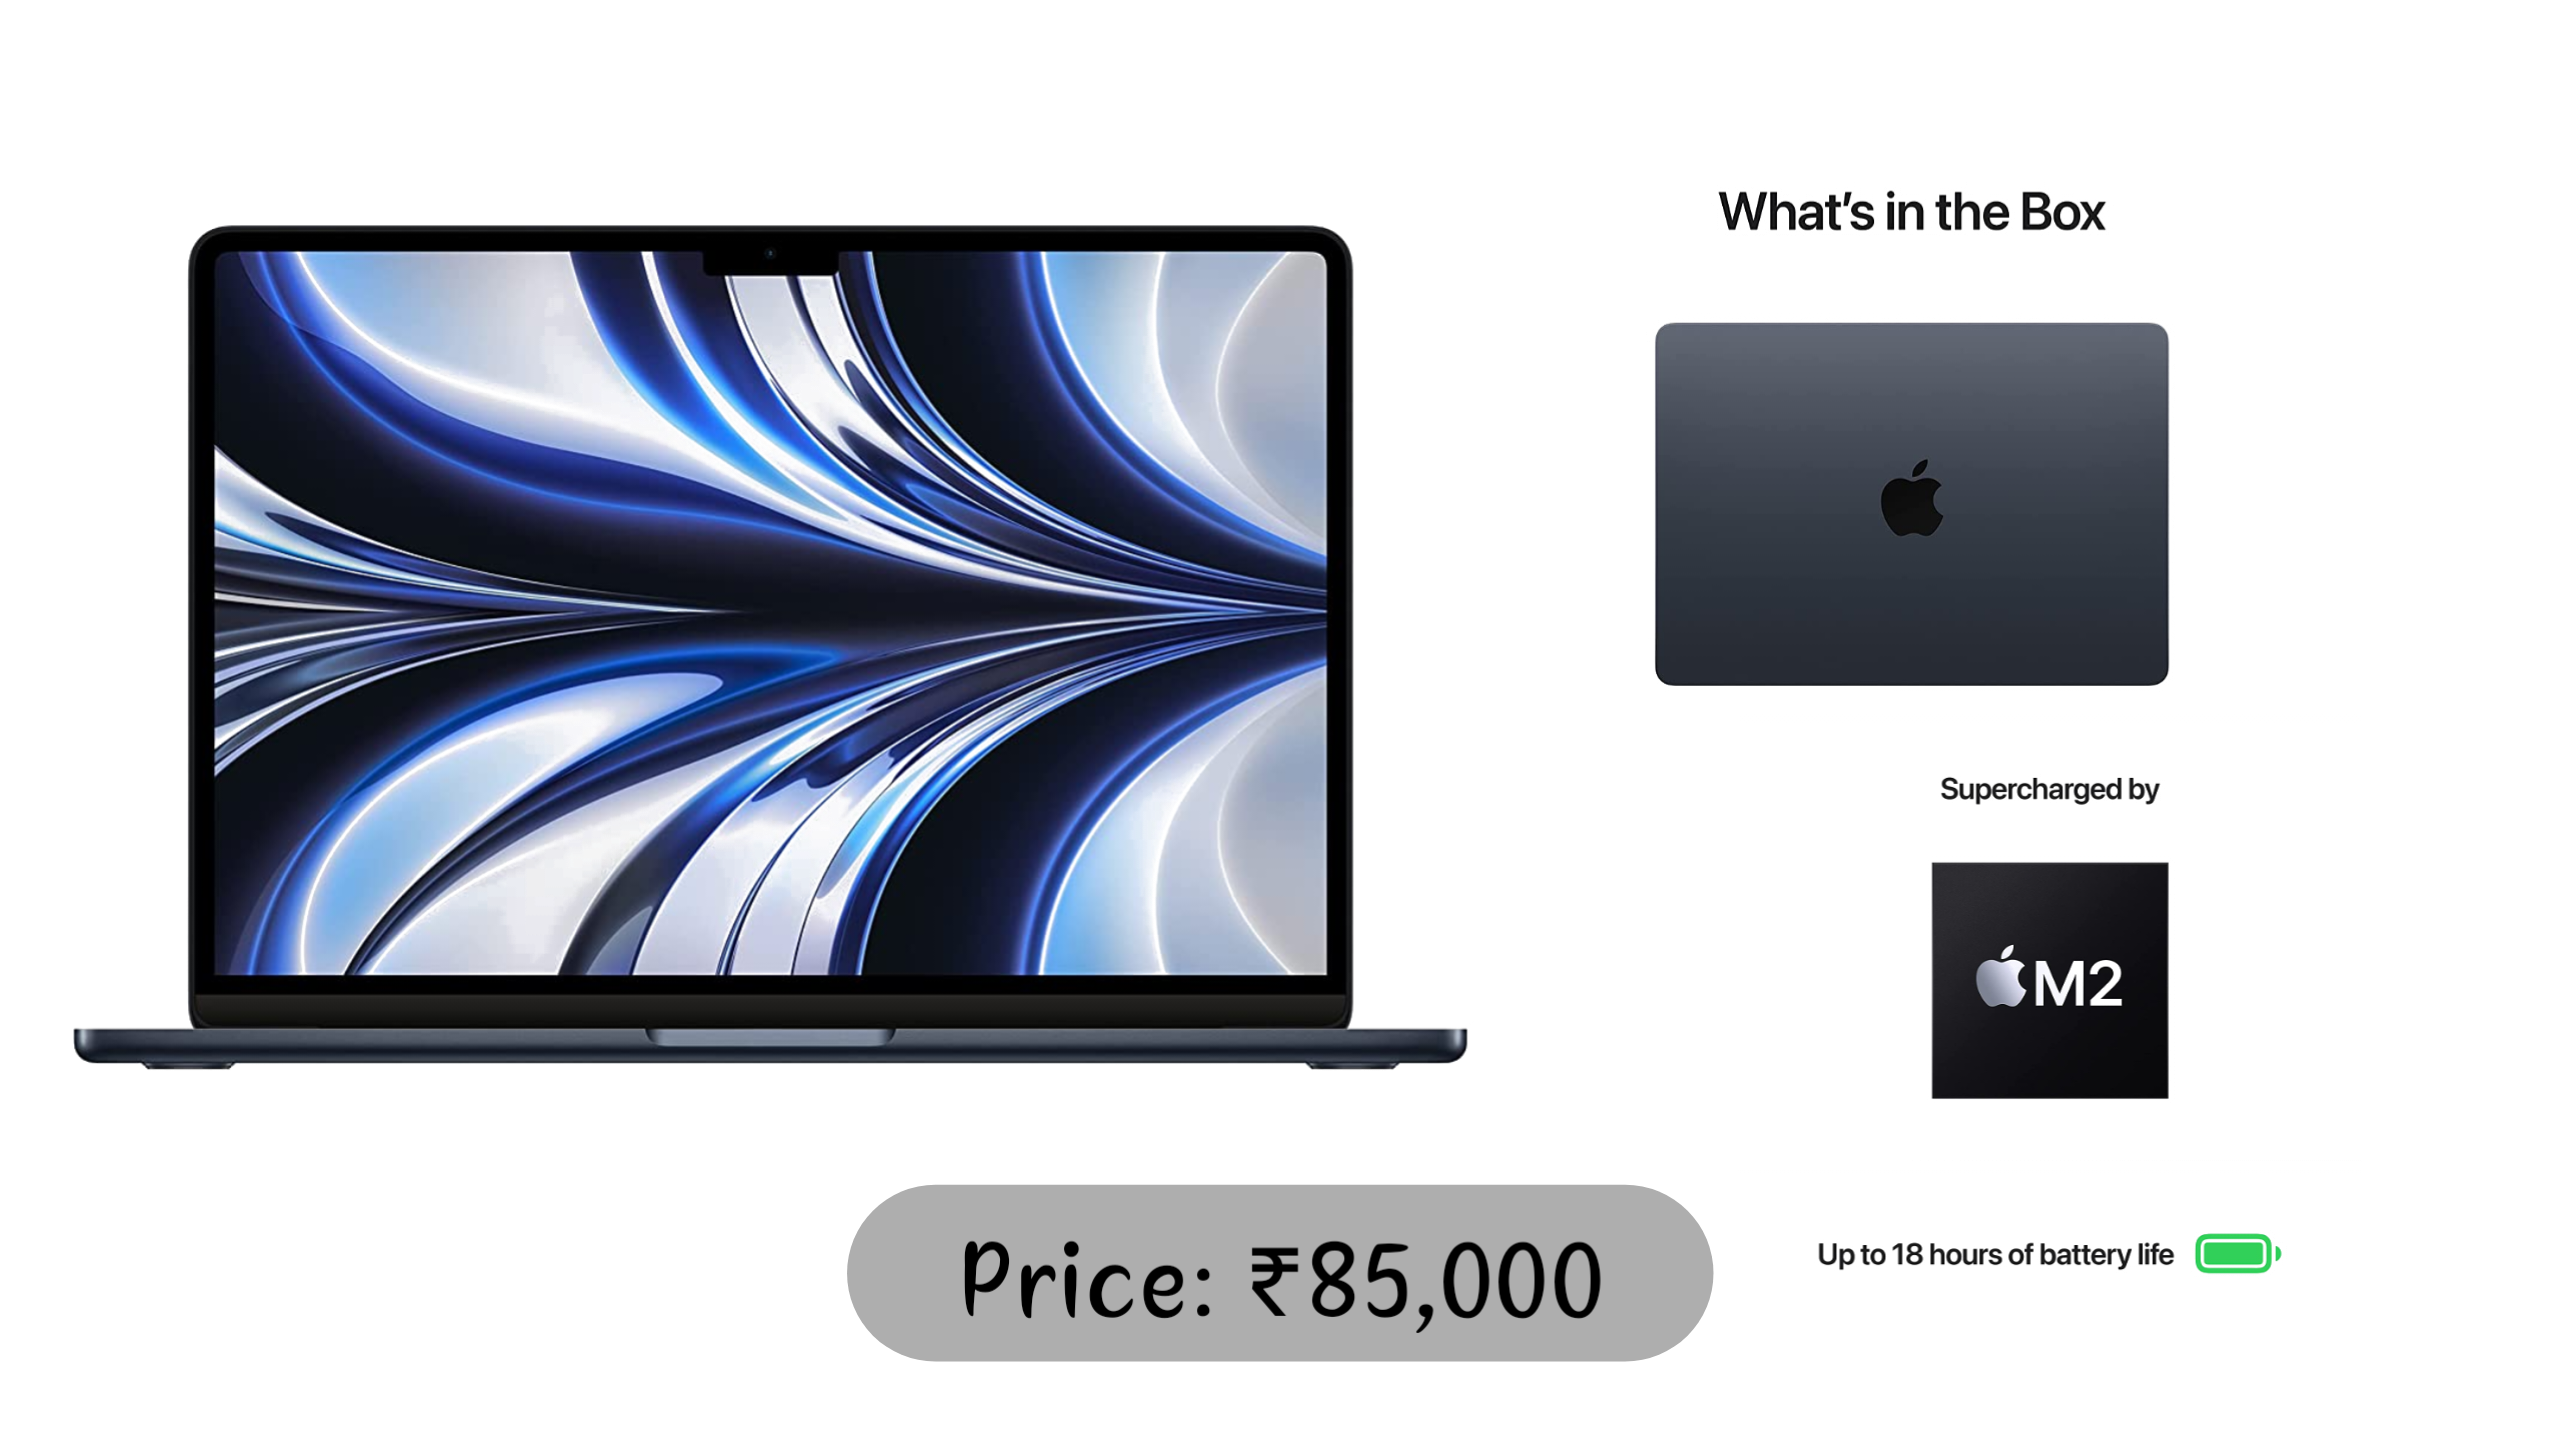 What's in the Box
Supercharged by
M2
Price: ₹85,000
Up to 18 hours of battery life